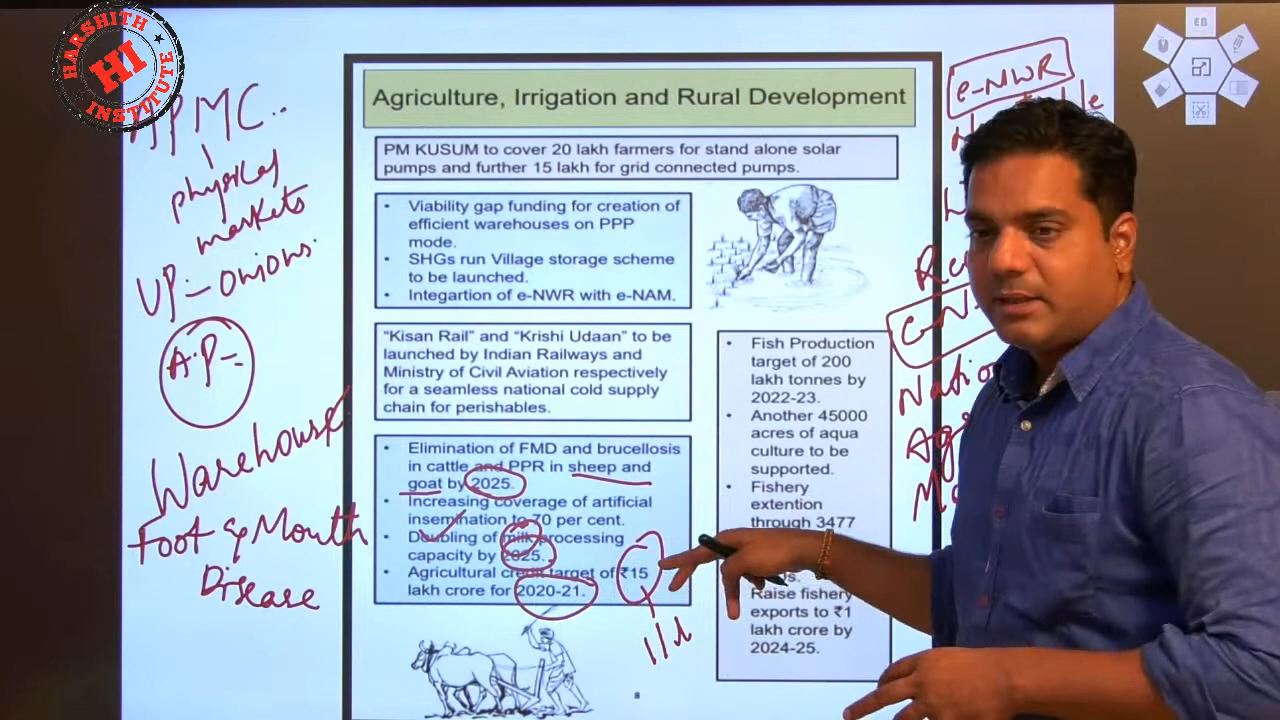 HARSHITH
HI
INSTITUTE
EB
APMC..
physical
markets
UP - onions.
A.P -
Warehouse
Foot & Mouth
Disease
Agriculture, Irrigation and Rural Development
PM KUSUM to cover 20 lakh farmers for stand alone solar
pumps and further 15 lakh for grid connected pumps.
• Viability gap funding for creation of
efficient warehouses on PPP
mode.
• SHGs run Village storage scheme
to be launched.
• Integartion of e-NWR with e-NAM.
"Kisan Rail" and "Krishi Udaan" to be
launched by Indian Railways and
Ministry of Civil Aviation respectively
for a seamless national cold supply
chain for perishables.
• Elimination of FMD and brucellosis
in cattle and PPR in sheep and
goat by 2025.
• Increasing coverage of artificial
insemination to 70 per cent.
• Doubling of milk processing
capacity by 2025.
• Agricultural credit target of ₹15
lakh crore for 2020-21.
• Fish Production
target of 200
lakh tonnes by
2022-23.
• Another 45000
acres of aqua
culture to be
supported.
• Fishery
extention
through 3477
Raise fishery
exports to ₹1
lakh crore by
2024-25.
e-NWR